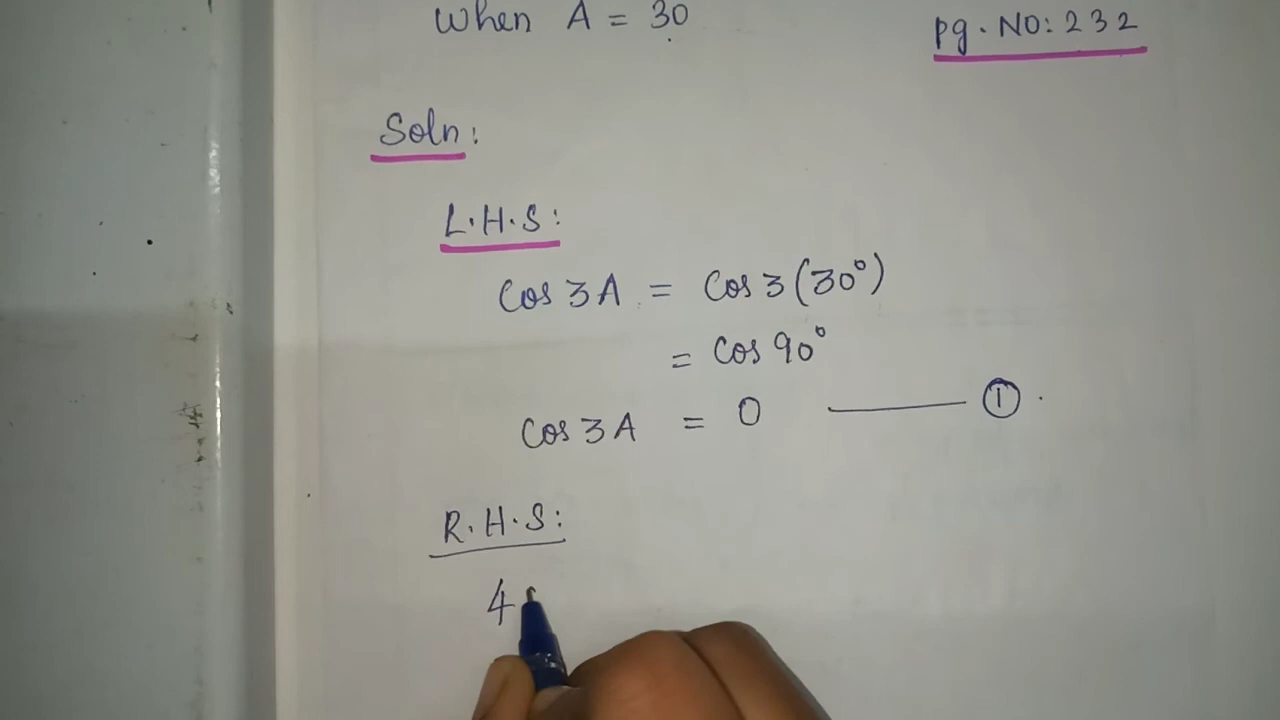 When A = 30
pg. NO: 232
Soln:
L.H.S:
Cos 3A = Cos 3(30°)
= Cos 90°
Cos 3A = 0 ——— ①.
R.H.S:
4